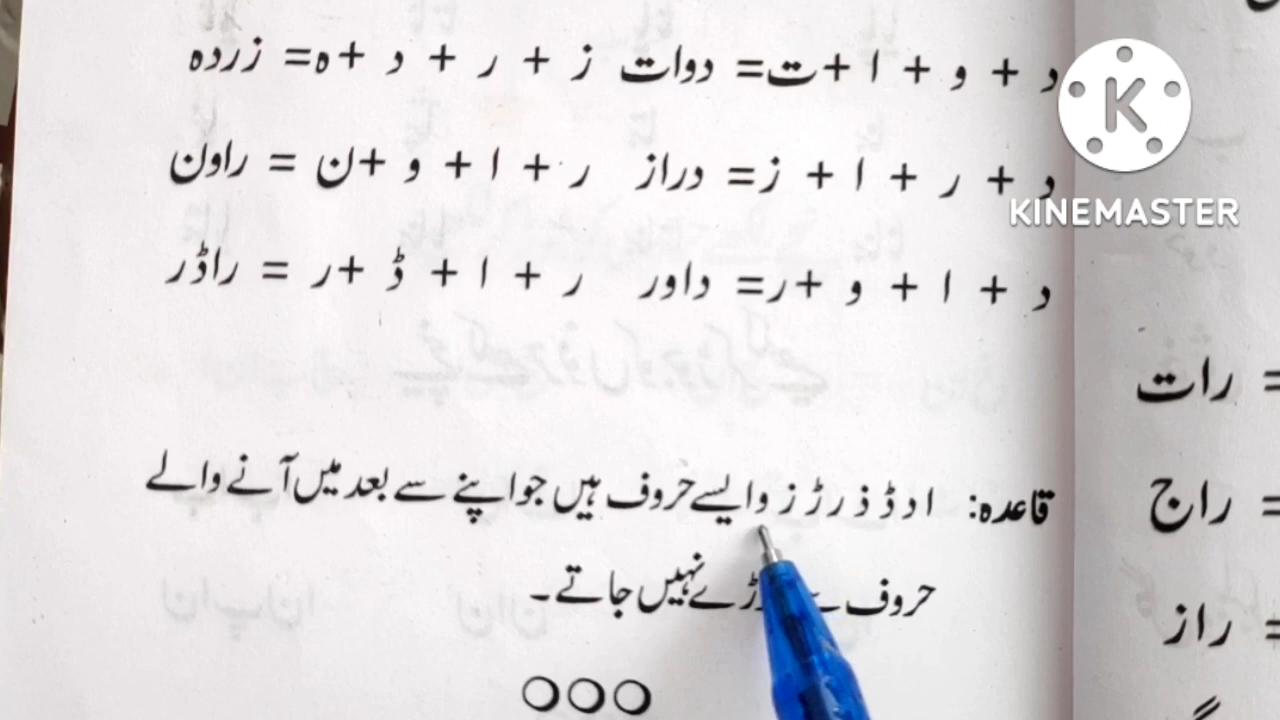 د + و + ا + ت = دوات ز + ر + د + ہ = زردہ
د + ر + ا + ز = دراز ر + ا + و + ن = راون
د + ا + و + ر = داور ر + ا + ڈ + ر = راڈر
قاعدہ: ا د ڈ ذ ر ڑ ز و ایسے حروف ہیں جو اپنے سے بعد میں آنے والے
حروف نہیں جاتے۔
رات =
راج =
راز =
K
KINEMASTER